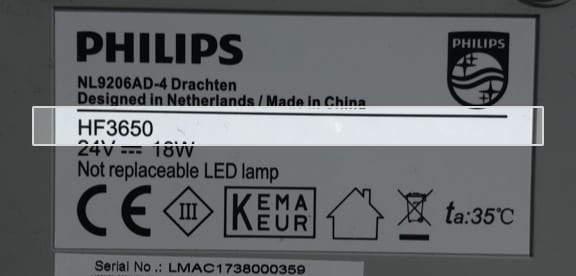 PHILIPS
PHILIPS
NL9206AD-4 Drachten
Designed in Netherlands / Made in China
HF3650
24V 18W
Not replaceable LED lamp
CE III KEMA EUR ta:35°C
Serial No .: LMAC1738000359